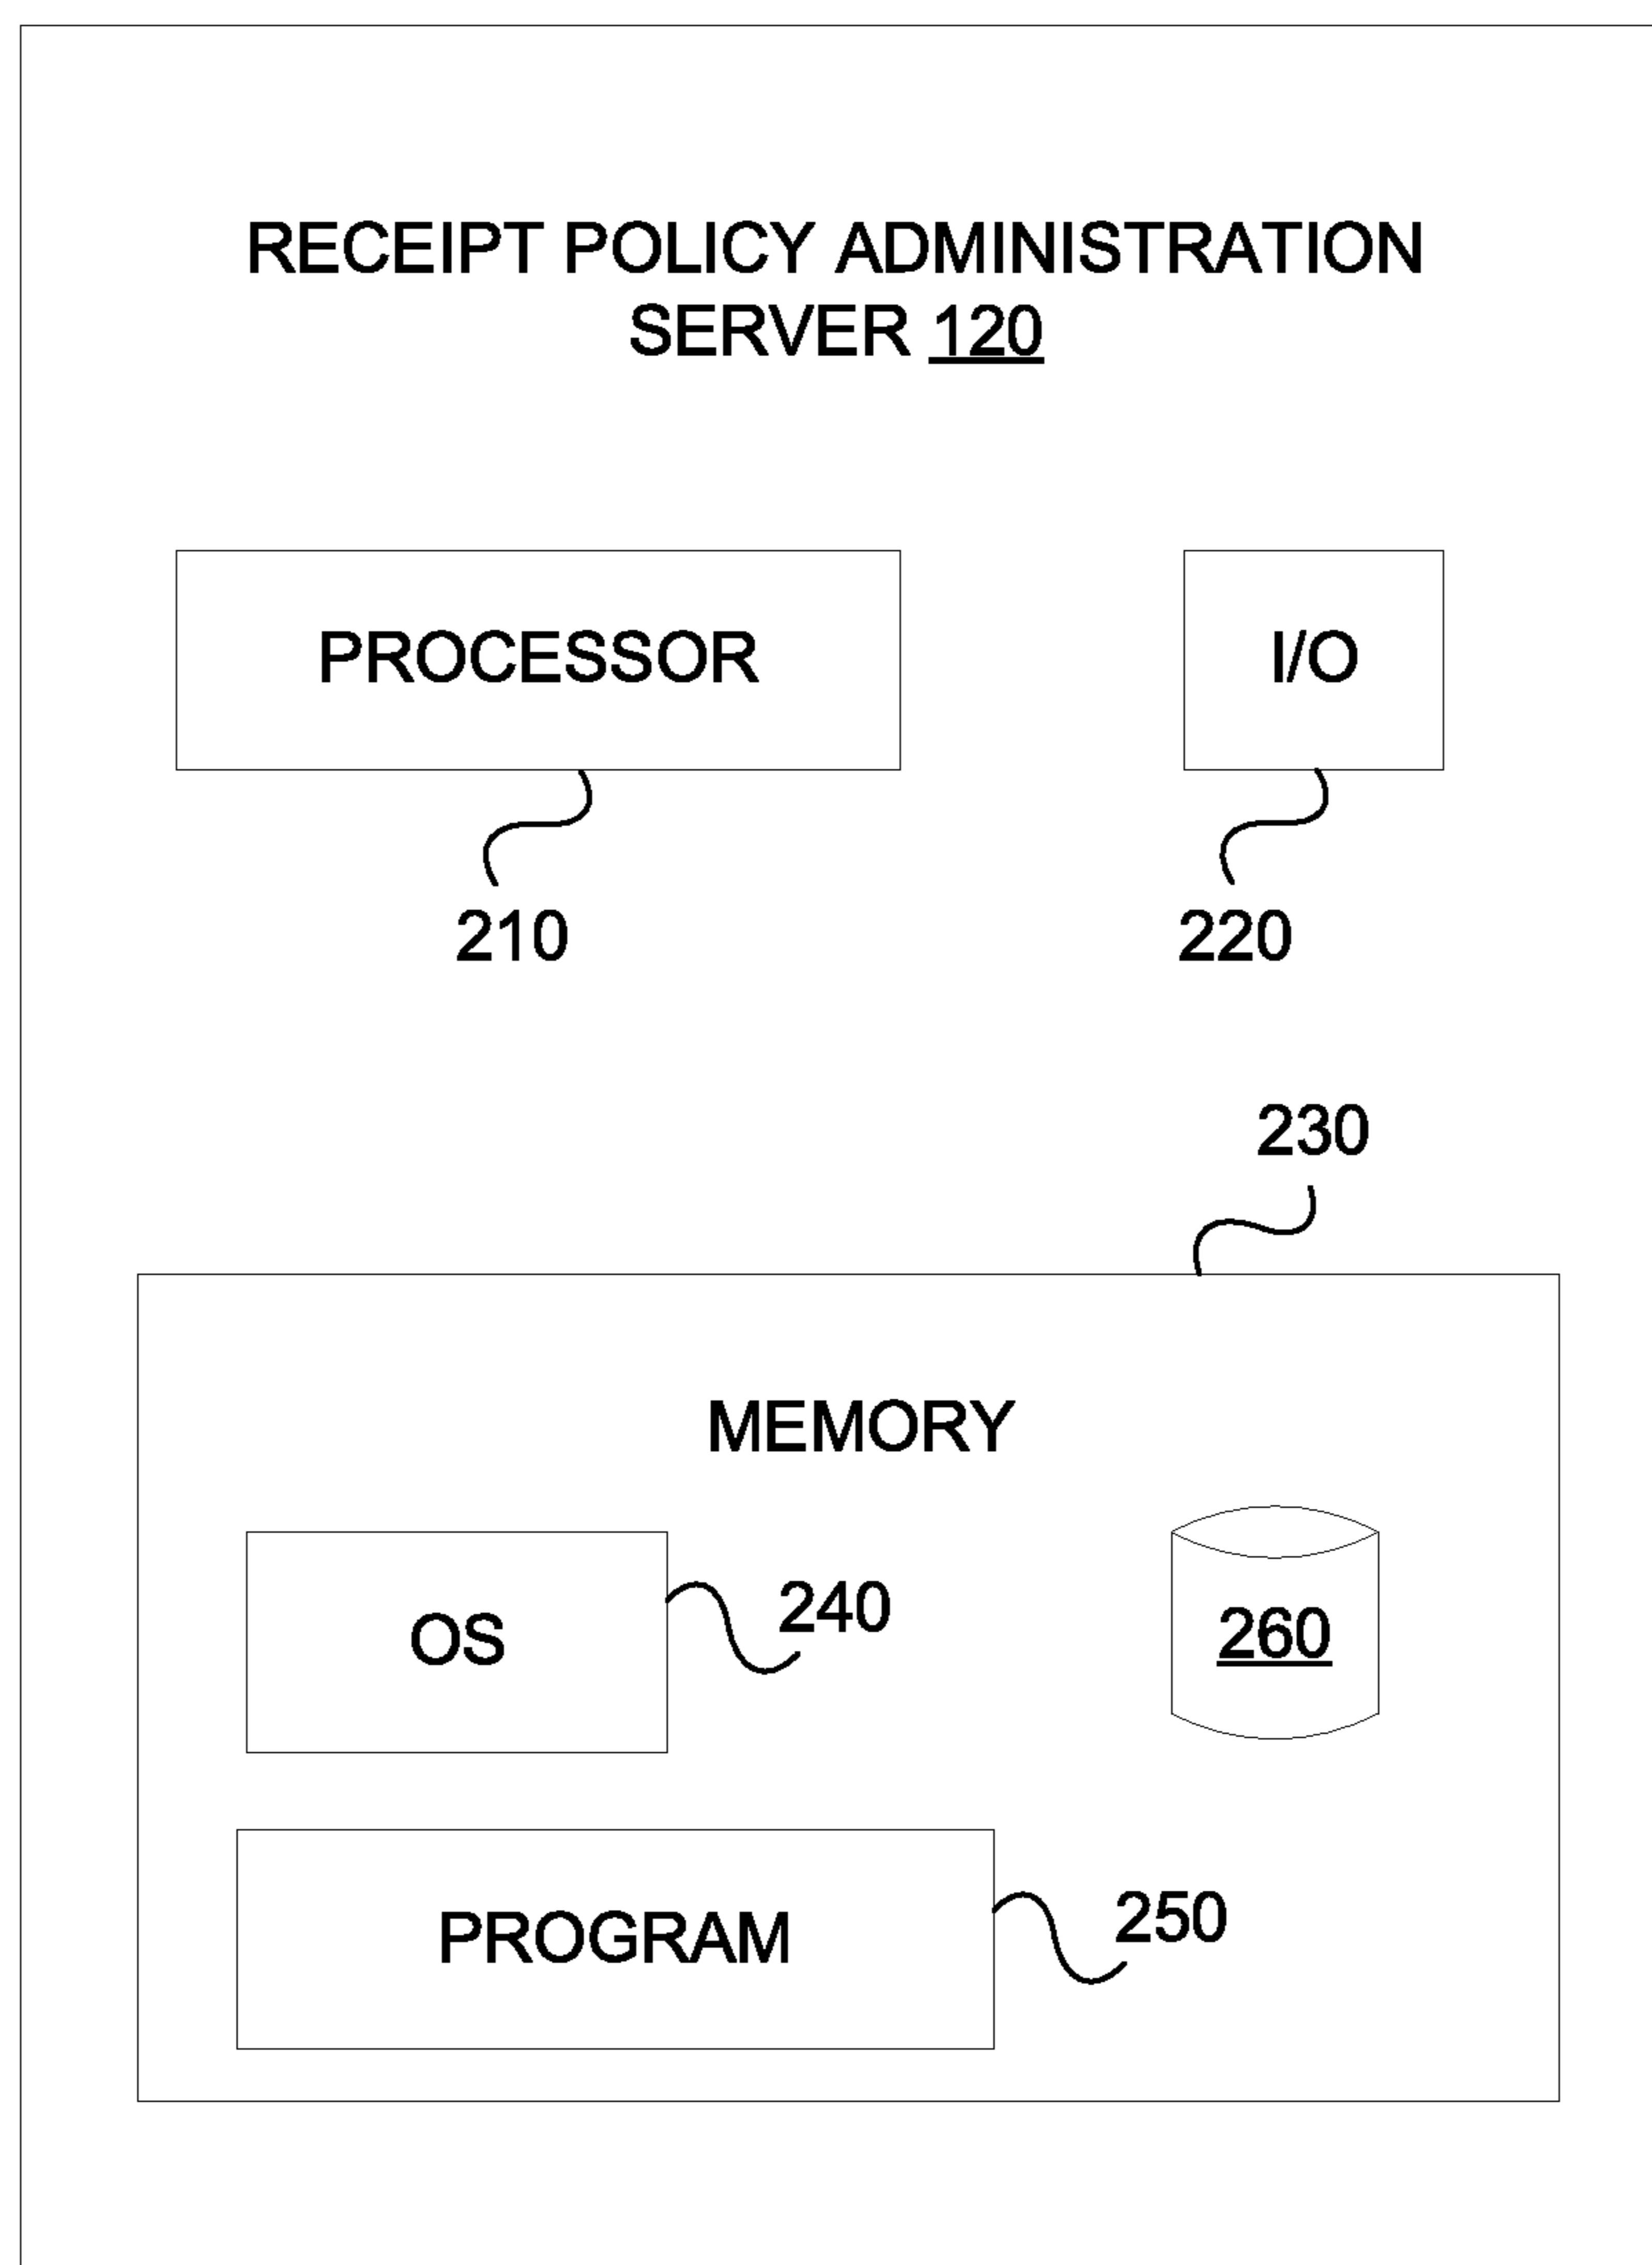 RECEIPT POLICY ADMINISTRATION
SERVER 120
PROCESSOR
I/O
210
220
230
MEMORY
OS
240
260
PROGRAM
250